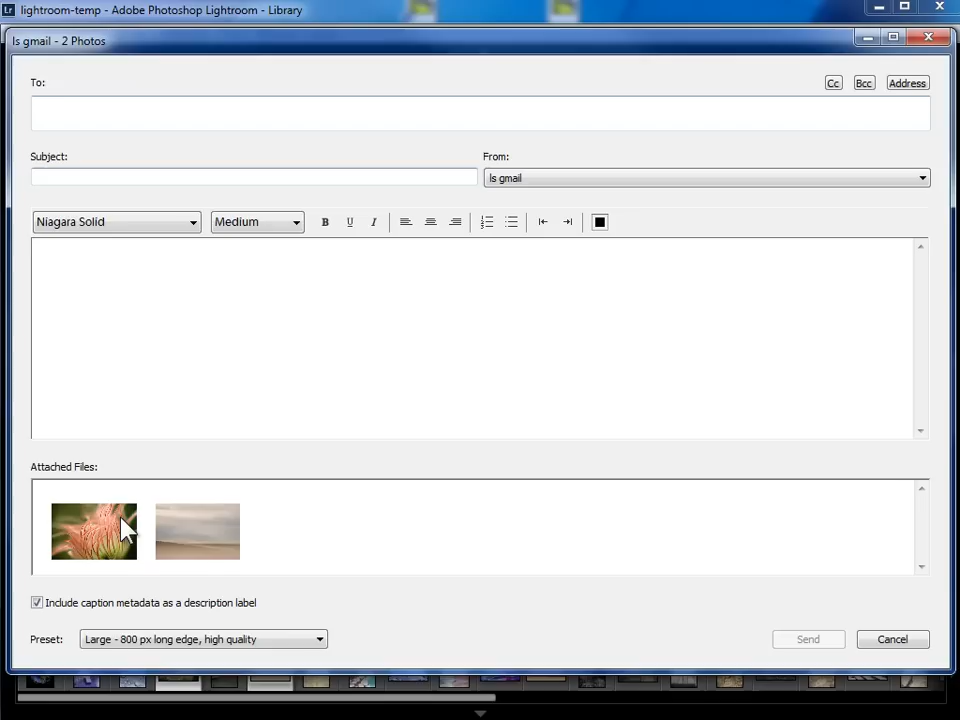 Lr lightroom-temp - Adobe Photoshop Lightroom - Library
ls gmail - 2 Photos
To:
Cc Bcc Address
Subject: From:
ls gmail
Niagara Solid Medium B U I
Attached Files:
Include caption metadata as a description label
Preset: Large - 800 px long edge, high quality Send Cancel